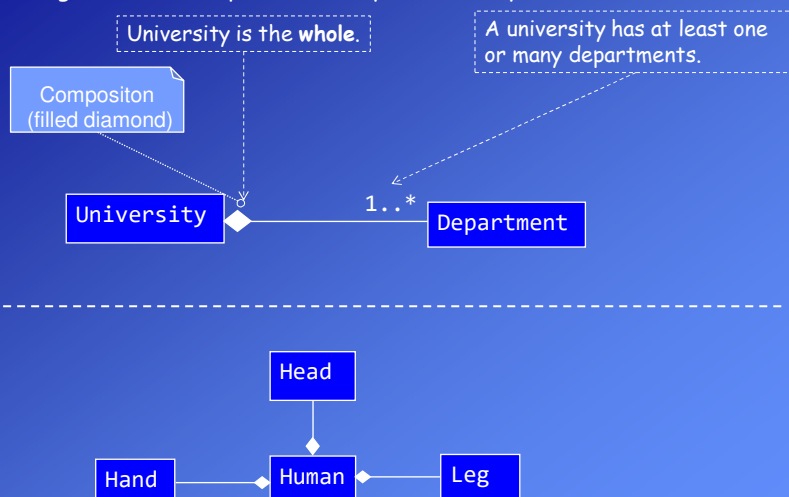 University is the whole.
A university has at least one
or many departments.
Compositon
(filled diamond)
University
1..*
Department
Head
Hand
Human
Leg